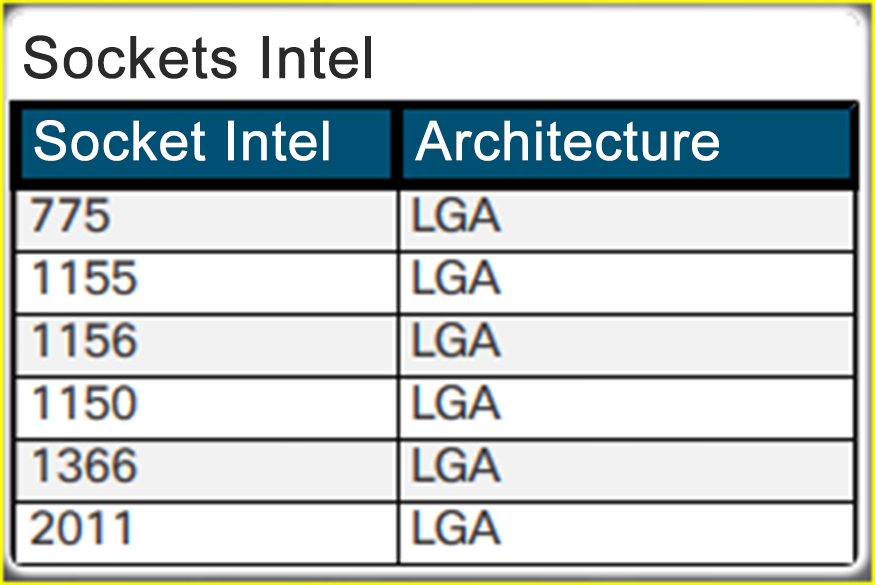 Sockets Intel
Socket Intel Architecture
775 LGA
1155 LGA
1156 LGA
1150 LGA
1366 LGA
2011 LGA